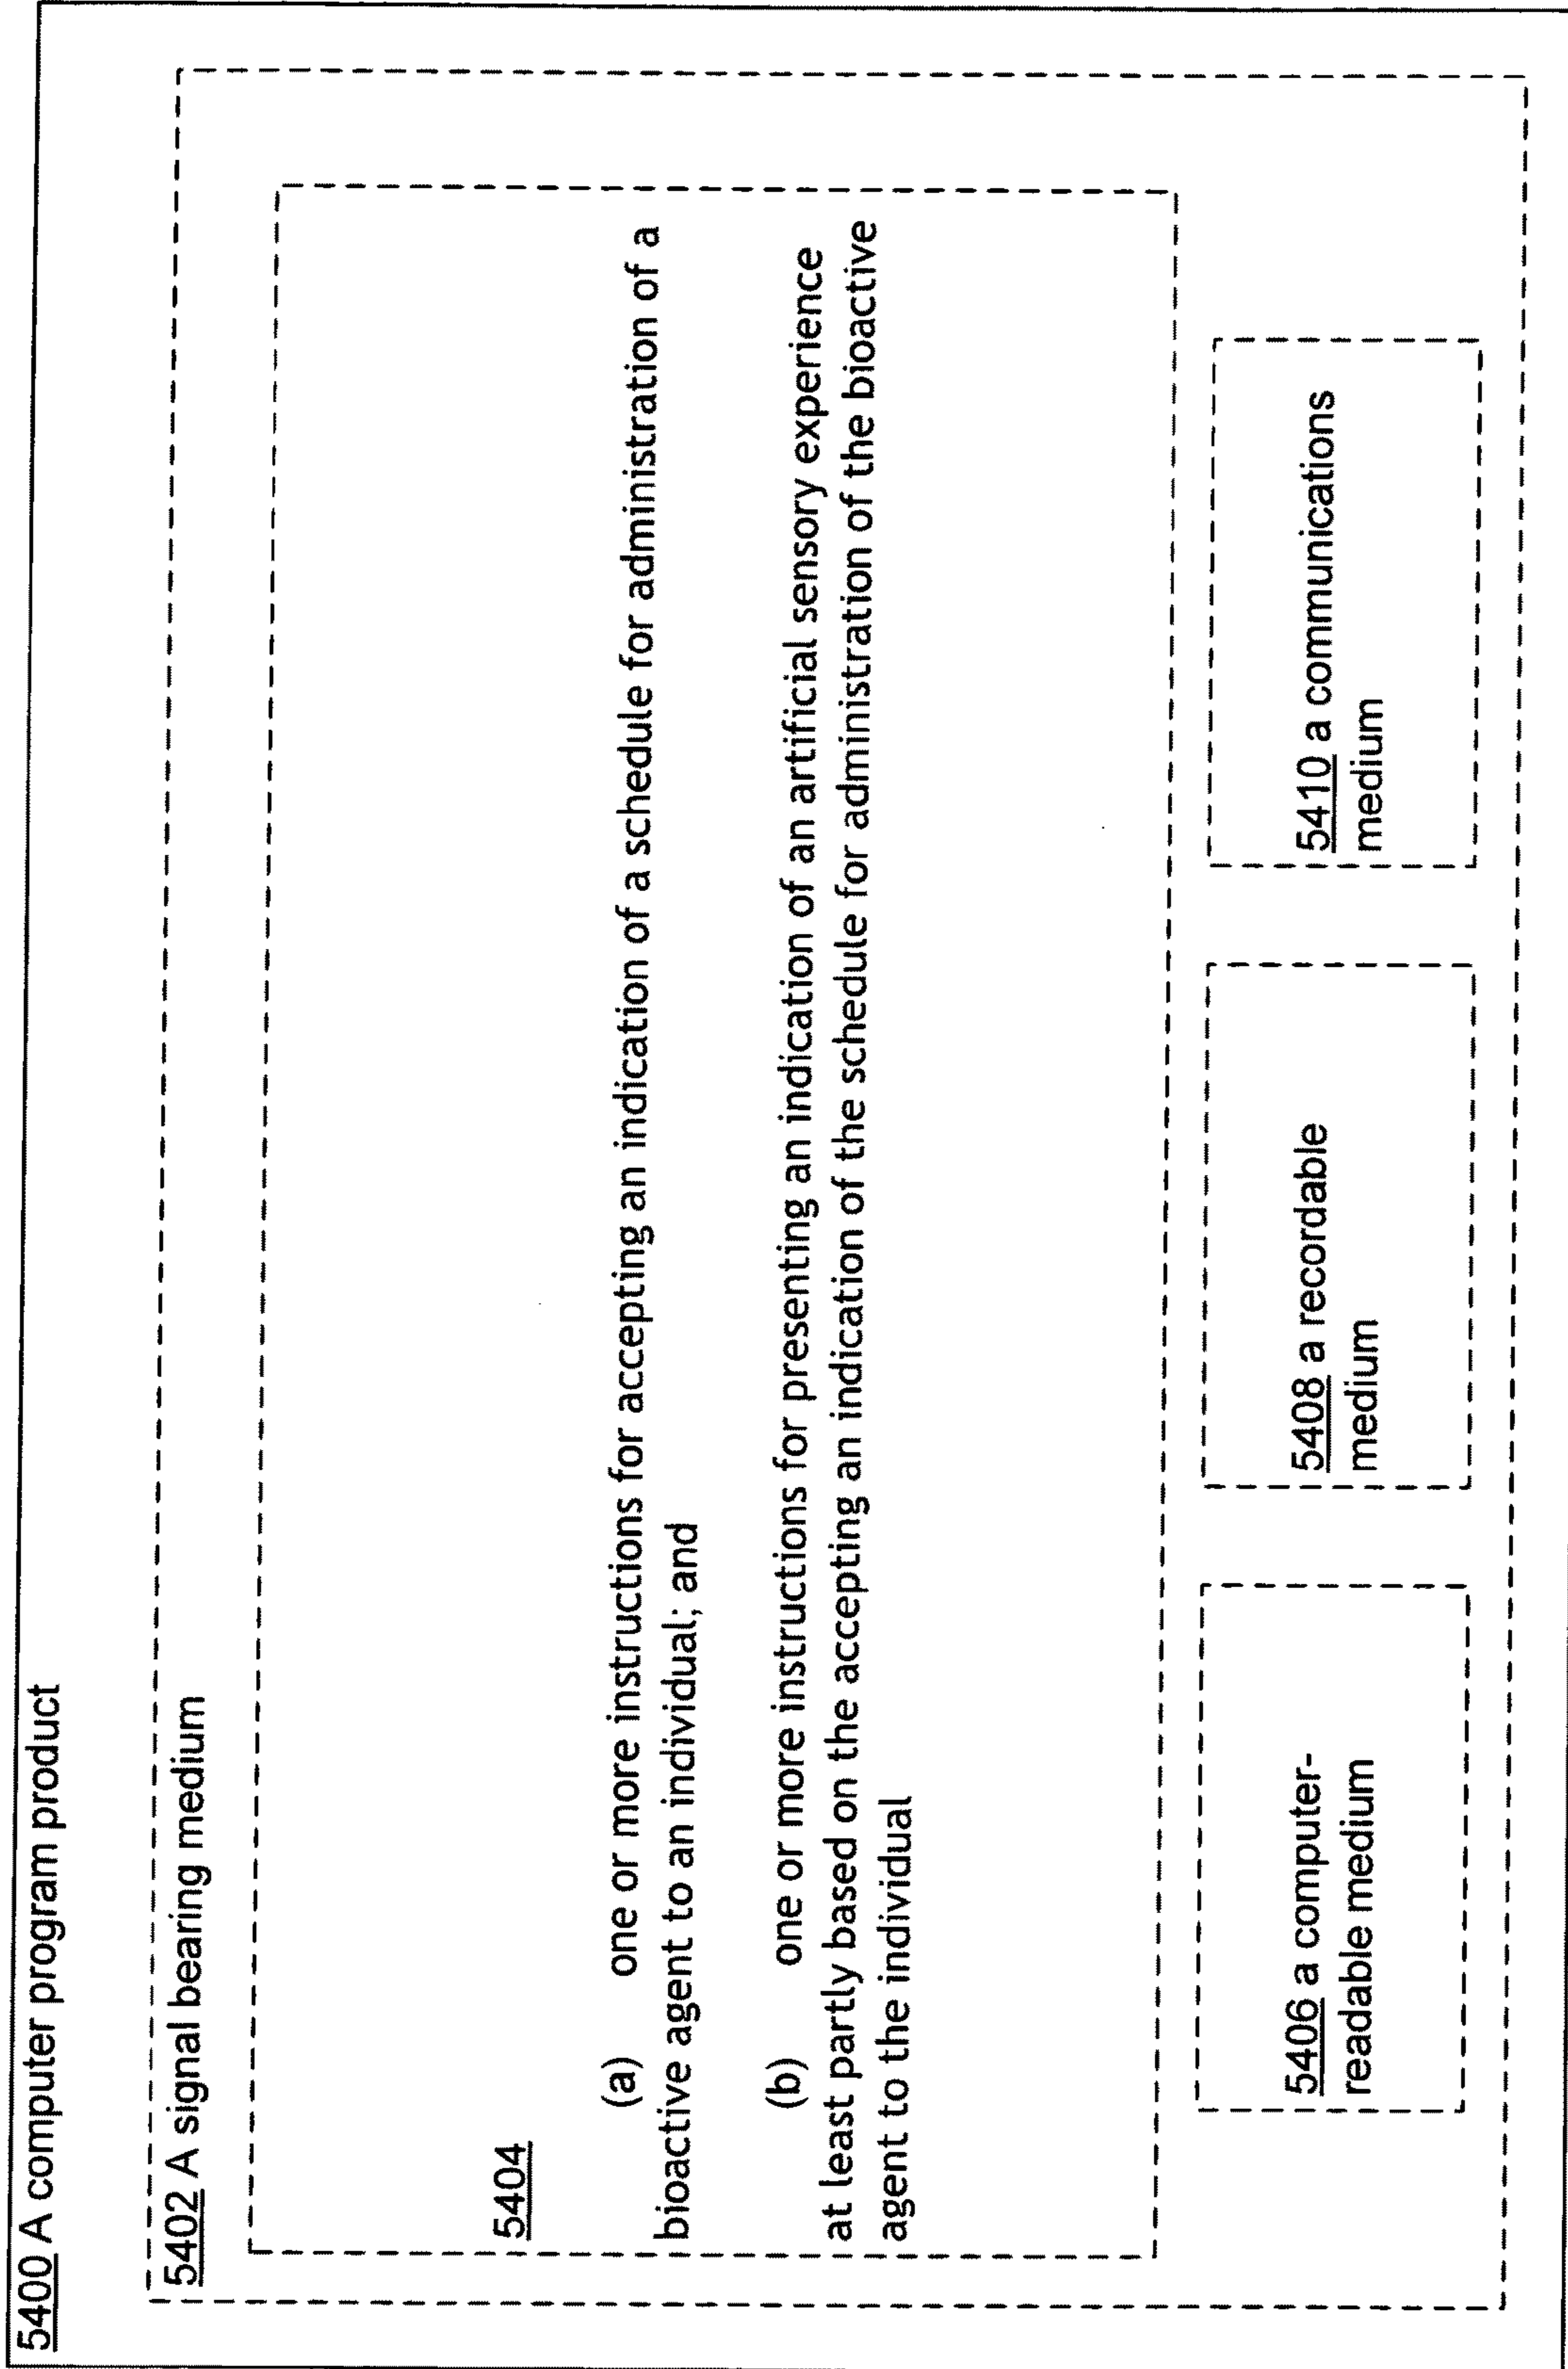 5400 A computer program product
5402 A signal bearing medium
5404
(a) one or more instructions for accepting an indication of a schedule for administration of a
bioactive agent to an individual; and
(b) one or more instructions for presenting an indication of an artificial sensory experience
at least partly based on the accepting an indication of the schedule for administration of the bioactive
agent to the individual
5406 a computer-
readable medium
5408 a recordable
medium
5410 a communications
medium